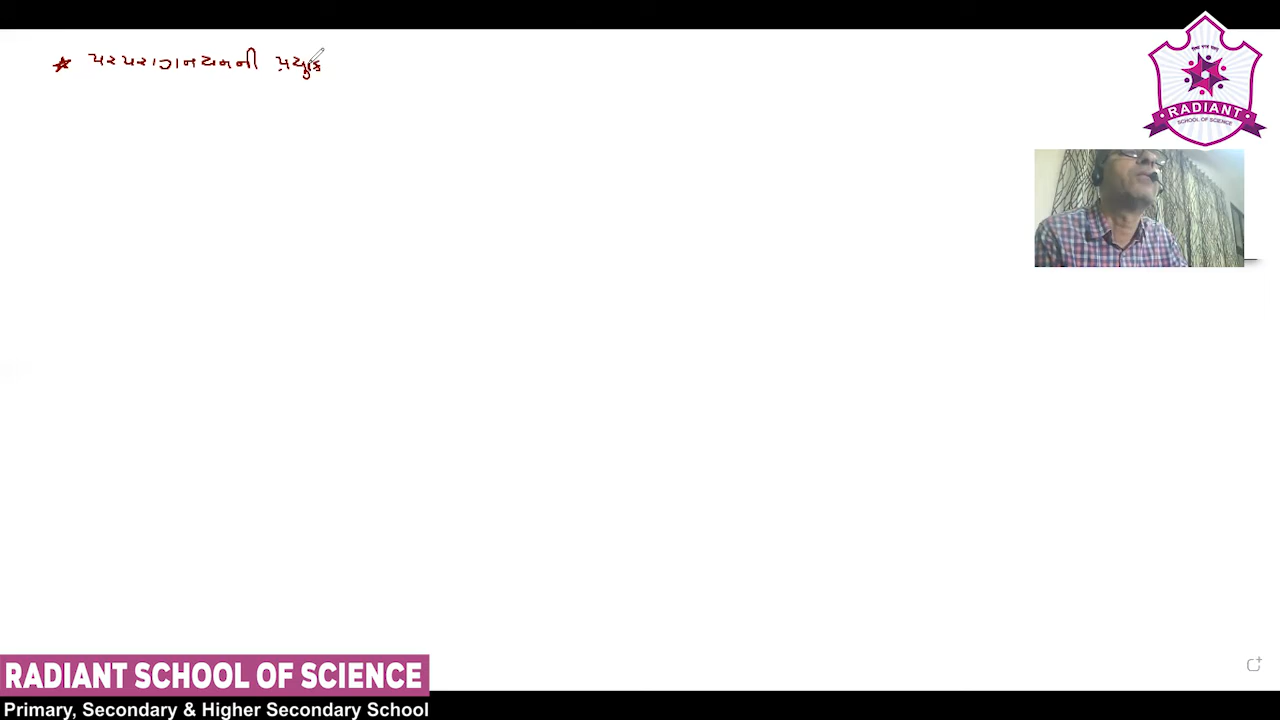 ★ પરપરાગનયનની પ્રયુક
RADIANT
SCHOOL OF SCIENCE
RADIANT SCHOOL OF SCIENCE
Primary, Secondary & Higher Secondary School